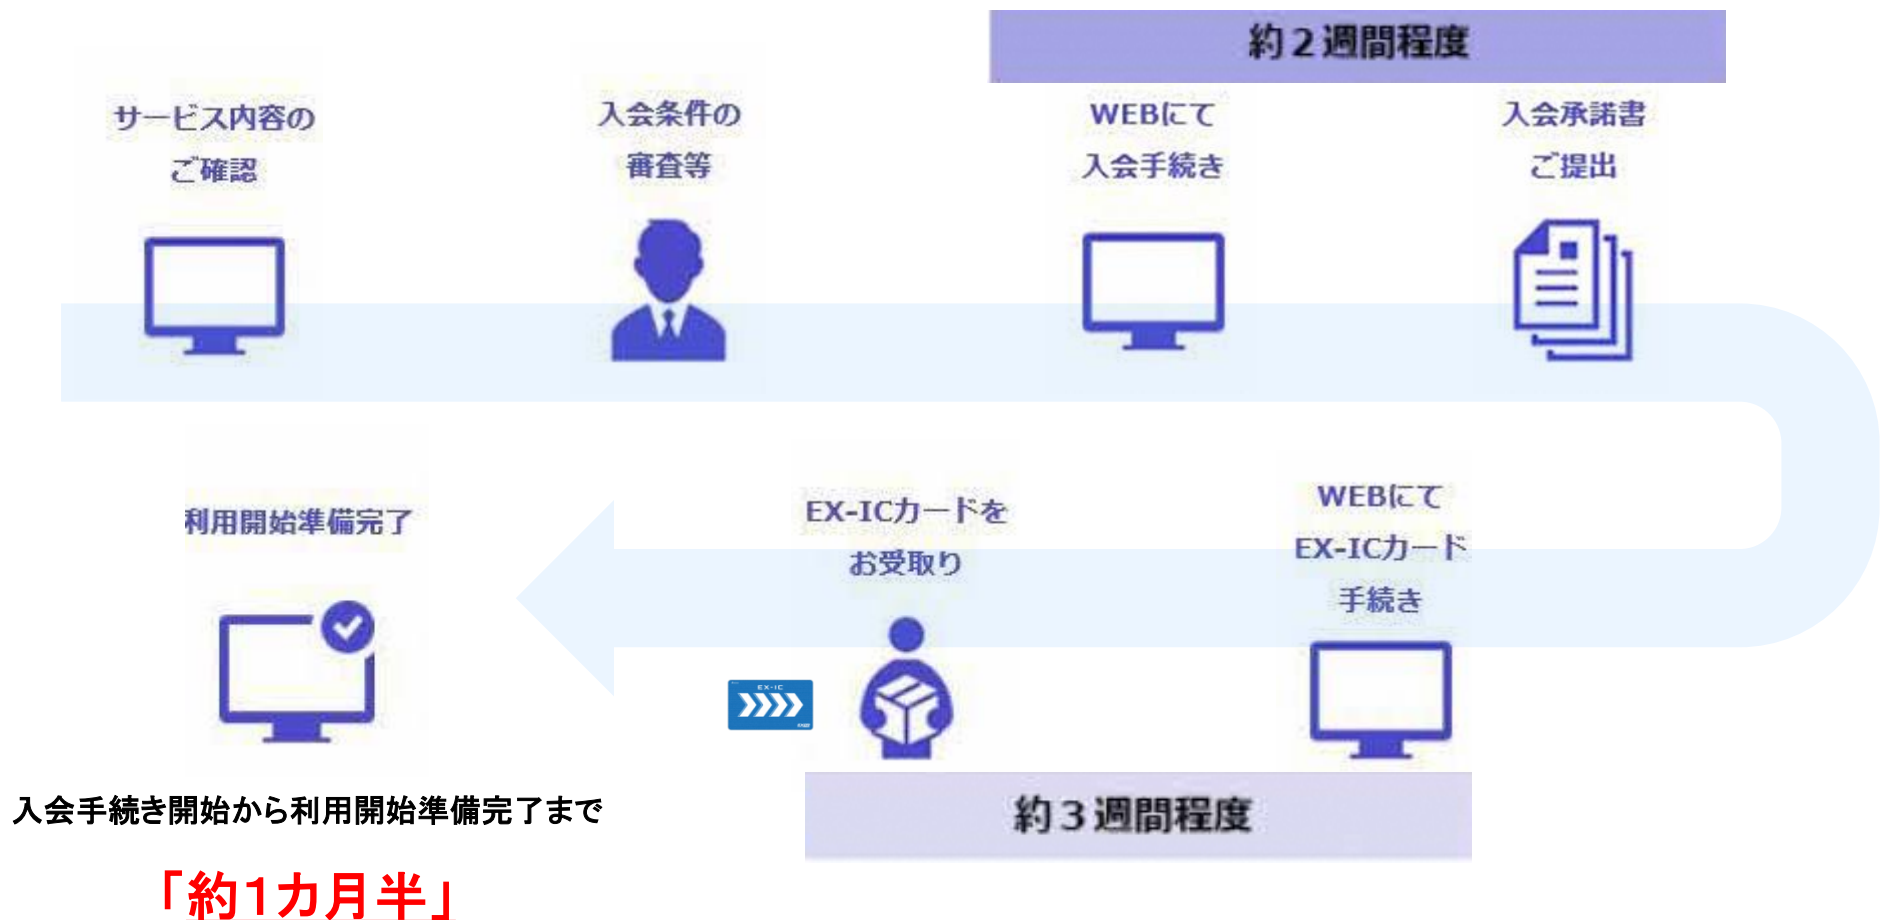 約２週間程度
サービス内容の
ご確認
入会条件の
審査等
WEBにて
入会手続き
入会承諾書
ご提出
WEBにて
EX-ICカード
手続き
EX-ICカードを
お受取り
EX-IC
利用開始準備完了
約３週間程度
入会手続き開始から利用開始準備完了まで
「約1カ月半」